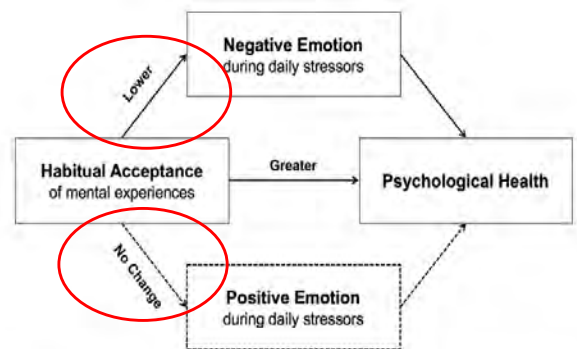 Negative Emotion
during daily stressors
Lower
Habitual Acceptance
of mental experiences
Greater
Psychological Health
No Change
Positive Emotion
during daily stressors